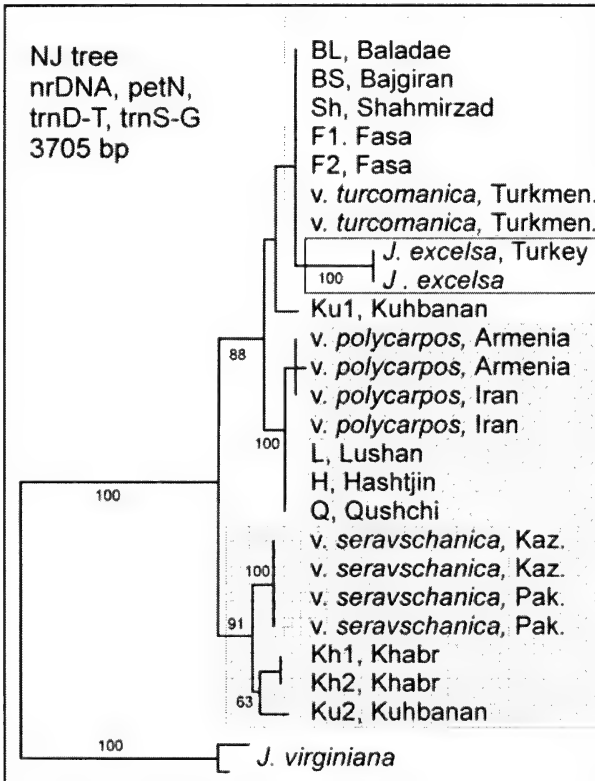 NJ tree
nrDNA, petN,
trnD-T, trnS-G
3705 bp
BL, Baladae
BS, Bajgiran
Sh, Shahmirzad
F1. Fasa
F2, Fasa
v. turcomanica, Turkmen.
v. turcomanica, Turkmen.
J. excelsa, Turkey
100
J . excelsa
Ku1, Kuhbanan
v. polycarpos, Armenia
88
v. polycarpos, Armenia
v. polycarpos, Iran
v. polycarpos, Iran
100
L, Lushan
H, Hashtjin
100
Q, Qushchi
v. seravschanica, Kaz.
100
v. seravschanica, Kaz.
v. seravschanica, Pak.
91
v. seravschanica, Pak.
Kh1, Khabr
Kh2, Khabr
63
Ku2, Kuhbanan
100
J. virginiana